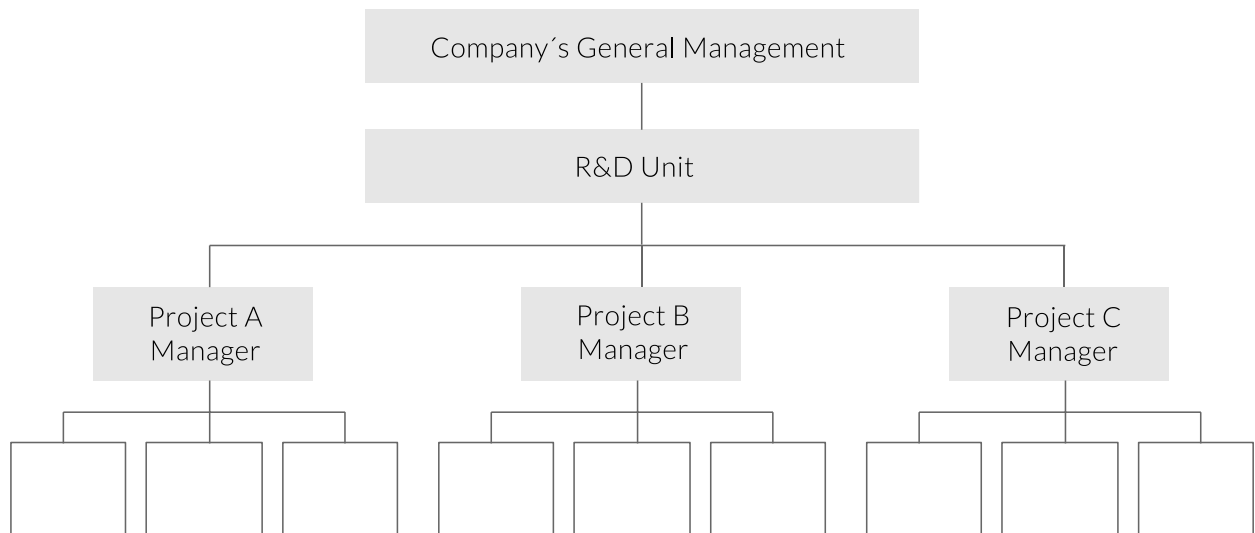 Company´s General Management
R&D Unit
Project A
Manager
Project B
Manager
Project C
Manager